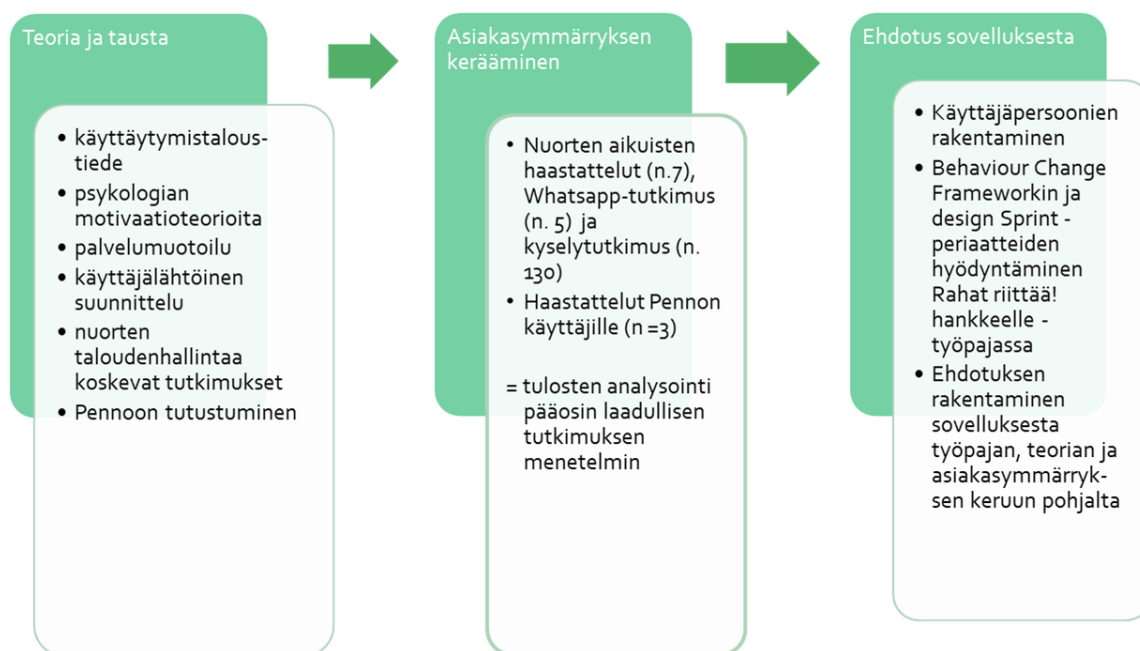 Teoria ja tausta
• käyttäytymistalous-
tiede
• psykologian
motivaatioteorioita
• palvelumuotoilu
• käyttäjälähtöinen
suunnittelu
• nuorten
taloudenhallintaa
koskevat tutkimukset
• Pennoon tutustuminen
Asiakasymmärryksen
kerääminen
• Nuorten aikuisten
haastattelut (n.7),
Whatsapp-tutkimus
(n. 5) ja
kyselytutkimus (n.
130)
• Haastattelut Pennon
käyttäjille (n =3)
= tulosten analysointi
pääosin laadullisen
tutkimuksen
menetelmin
Ehdotus sovelluksesta
• Käyttäjäpersoonien
rakentaminen
• Behaviour Change
Frameworkin ja
design Sprint -
periaatteiden
hyödyntäminen
Rahat riittää!
hankkeelle -
työpajassa
• Ehdotuksen
rakentaminen
sovelluksesta
työpajan, teorian ja
asiakasymmärryk-
sen keruun pohjalta